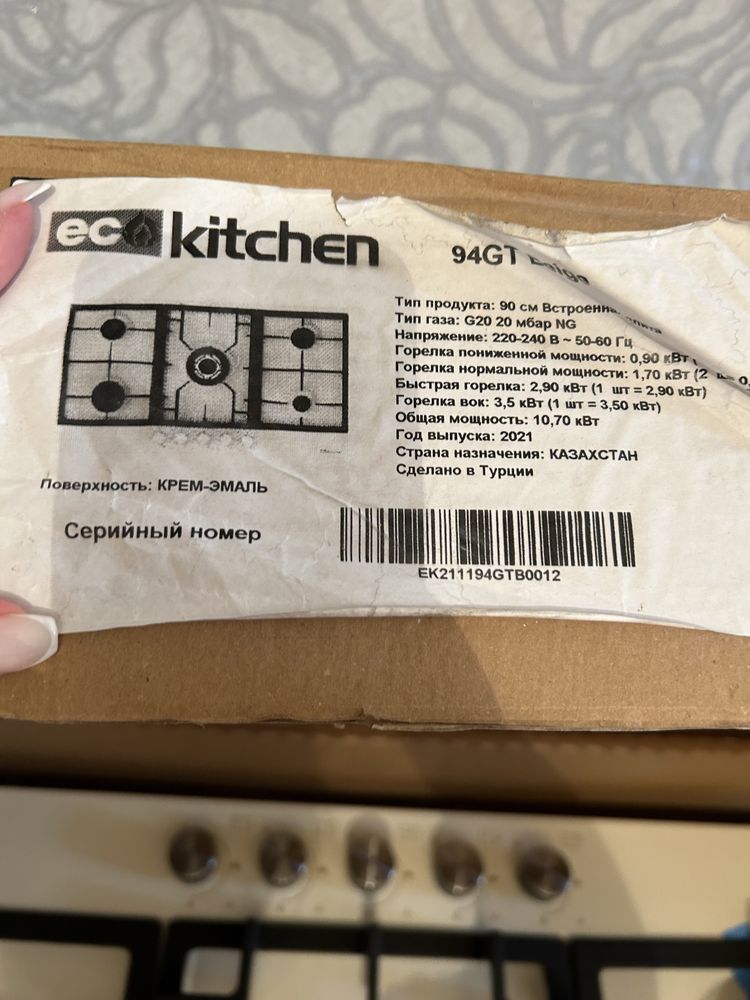 eco kitchen
94GT
Тип продукта: 90 см
Тип газа: G20 20 мбар NG
Напряжение: 220-240 В ~ 50-60 Гц
Горелка пониженной мощности: 0,90 кВт
Горелка нормальной мощности: 1,70 кВт (2
Быстрая горелка: 2,90 кВт (1 шт = 2,90 кВт)
Горелка вок: 3,5 кВт (1 шт = 3,50 кВт)
Общая мощность: 10,70 кВт
Год выпуска: 2021
Страна назначения: КАЗАХСТАН
Сделано в Турции
Поверхность: КРЕМ-ЭМАЛЬ
Серийный номер
EK211194GTB0012